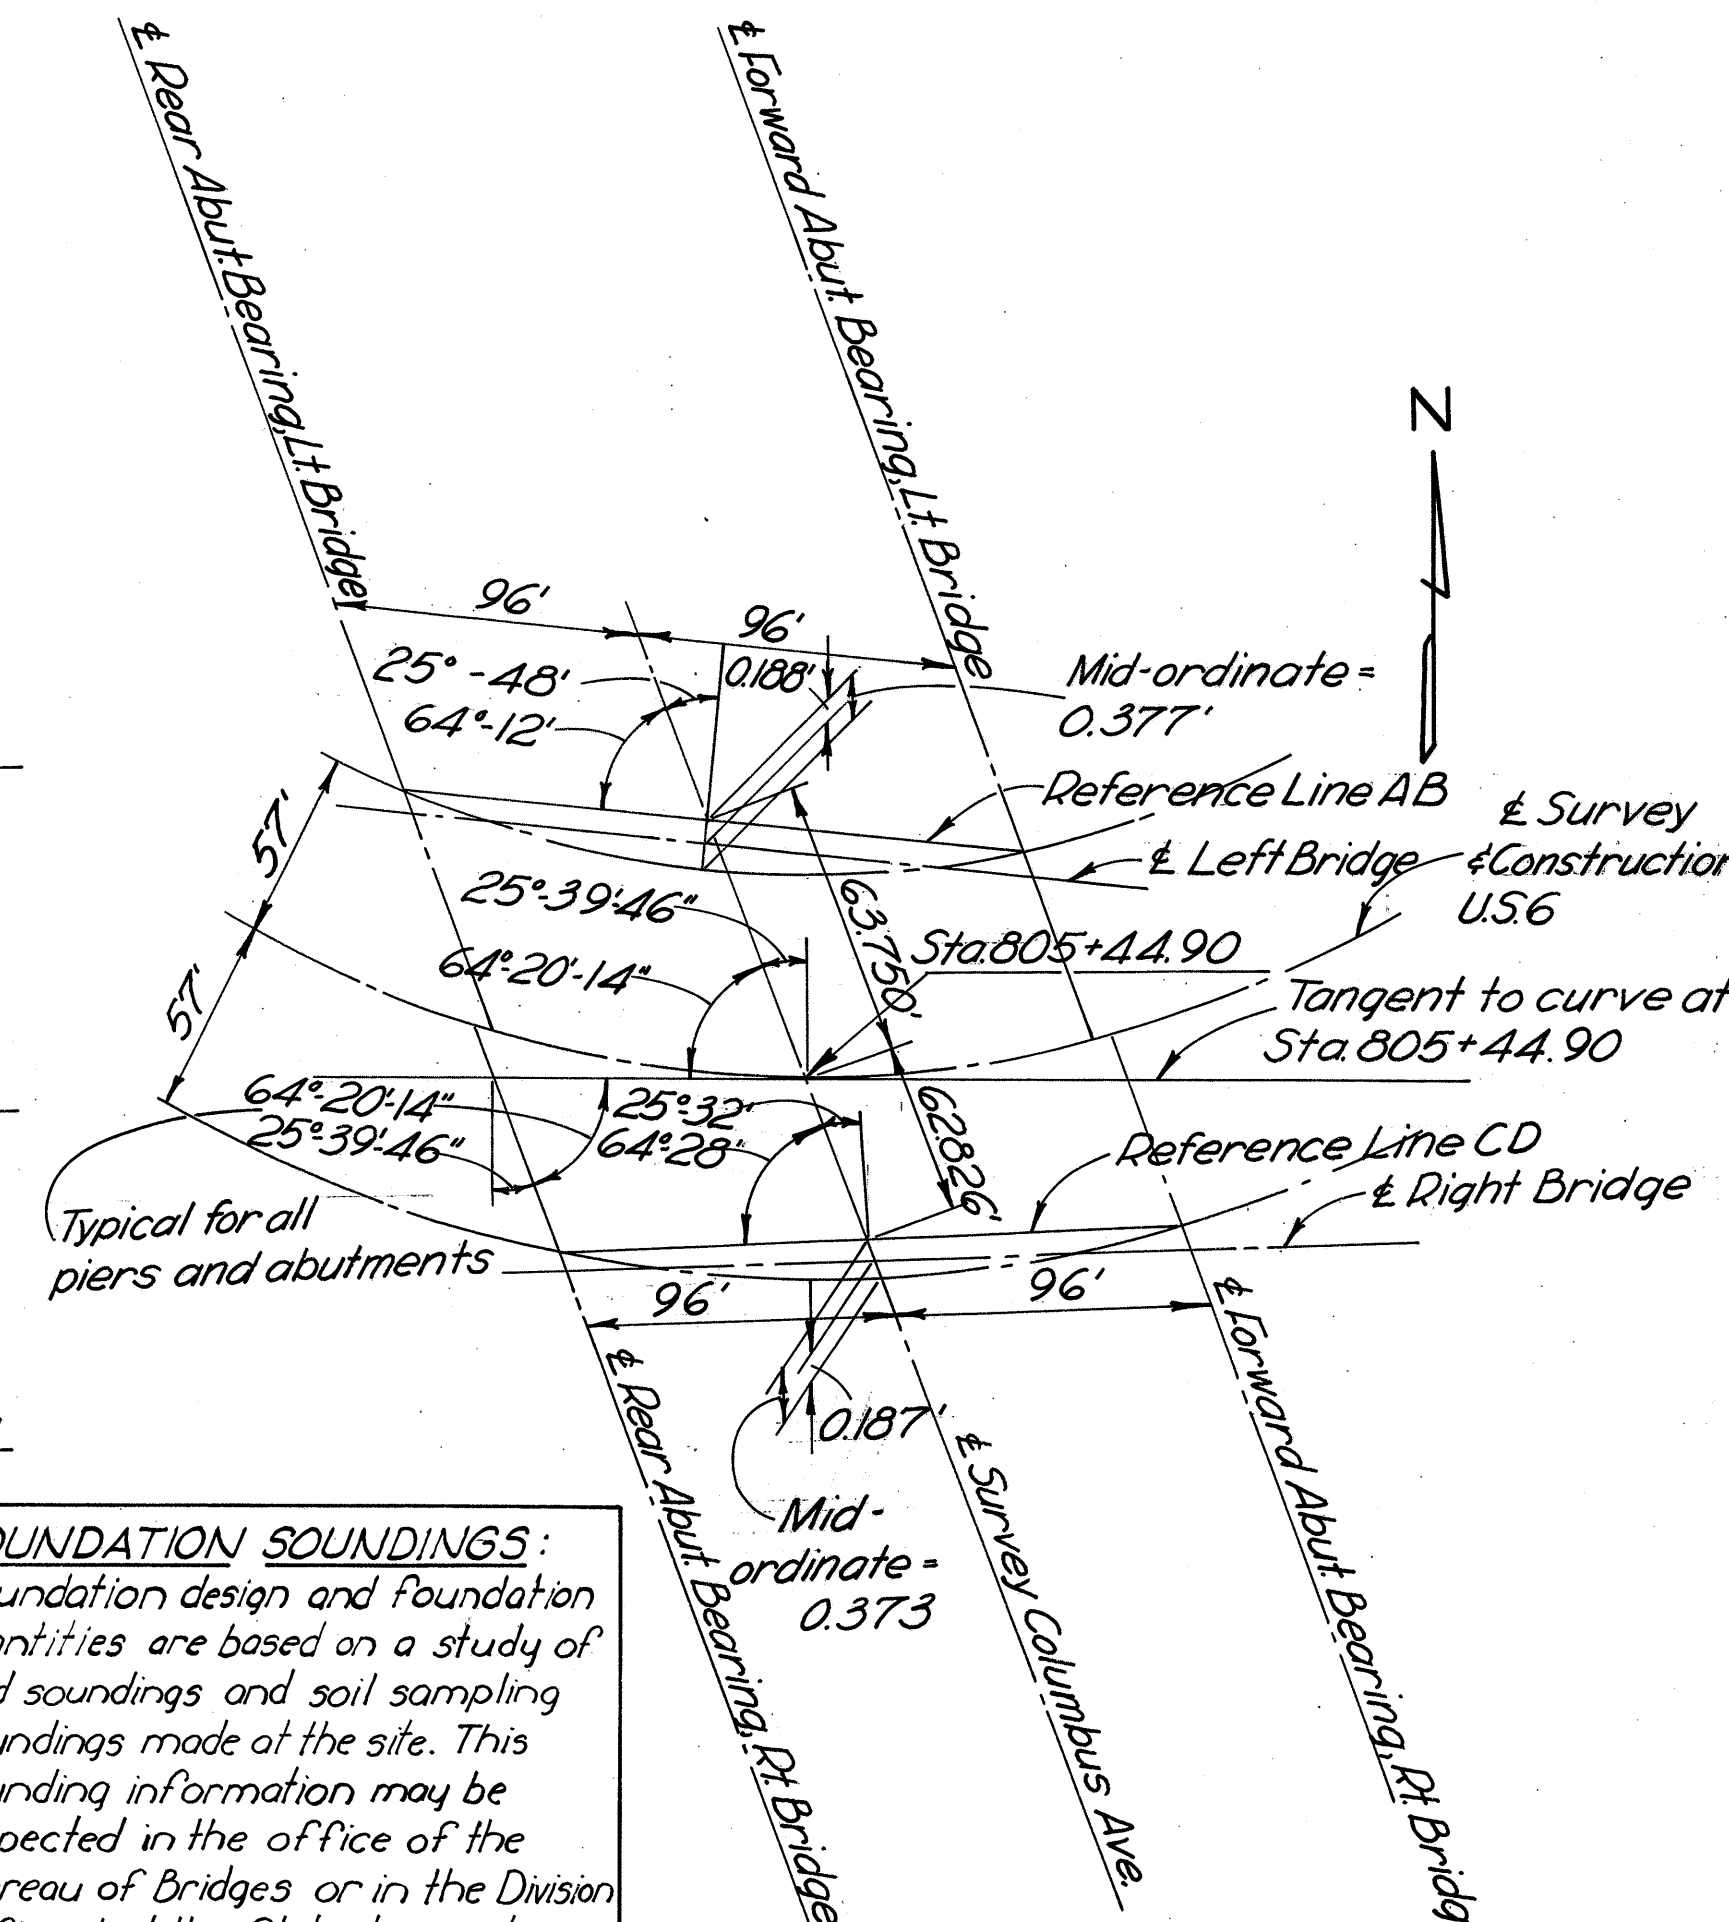 ℄ Rear Abut. Bearing, Lt. Bridge
℄ Forward Abut. Bearing, Lt. Bridge
N
96'
96'
25°-48'
64°-12'
0.188'
Mid-ordinate =
0.377'
Reference Line AB
℄ Left Bridge
℄ Survey
& Construction
U.S.6
57'
57'
25°-39'-46"
64°-20'-14"
63.750'
Sta. 805+44.90
Tangent to curve at
Sta. 805+44.90
64°-20'-14"
25°-39'-46"
25°-32'
64°-28'
62.826'
Reference Line CD
℄ Right Bridge
Typical for all
piers and abutments
96'
96'
0.187'
Mid-
ordinate =
0.373
℄ Rear Abut. Bearing, Rt. Bridge
℄ Survey Columbus Ave.
℄ Forward Abut. Bearing, Rt. Bridg
OUNDATION SOUNDINGS:
undation design and foundation
antities are based on a study of
d soundings and soil sampling
undings made at the site. This
unding information may be
pected in the office of the
reau of Bridges or in the Division